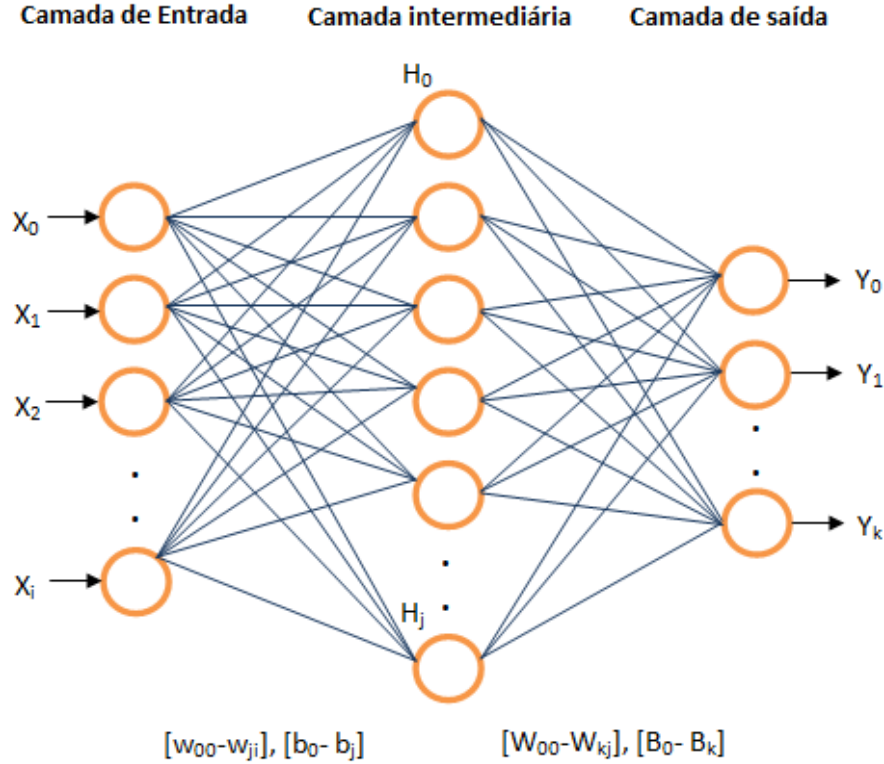 Camada de Entrada
Camada intermediária
Camada de saída
H₀
X₀
X₁
X₂
Xᵢ
Hⱼ
Y₀
Y₁
Yₖ
[w₀₀-wⱼᵢ], [b₀- bⱼ]
[W₀₀-Wₖⱼ], [B₀- Bₖ]